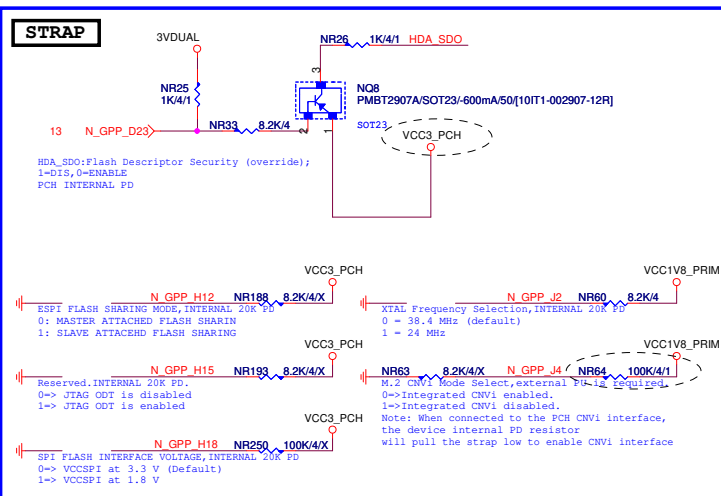 STRAP
3VDUAL
NR26 1K/4/1 HDA_SDO
3
NR25
1K/4/1
NQ8
PMBT2907A/SOT23/-600mA/50/[10IT1-002907-12R]
SOT23
VCC3_PCH
13 N_GPP_D23 NR33 8.2K/4
2 1
HDA_SDO:Flash Descriptor Security (override);
1=DIS,0=ENABLE
PCH INTERNAL PD
VCC3_PCH
N_GPP_H12 NR188 8.2K/4/X
ESPI FLASH SHARING MODE,INTERNAL 20K PD
0: MASTER ATTACHED FLASH SHARIN
1: SLAVE ATTACEHD FLASH SHARING
VCC3_PCH
N_GPP_H15 NR193 8.2K/4/X
Reserved.INTERNAL 20K PD.
0=> JTAG ODT is disabled
1=> JTAG ODT is enabled
VCC3_PCH
N_GPP_H18 NR250 100K/4/X
SPI FLASH INTERFACE VOLTAGE,INTERNAL 20K PD
0=> VCCSPI at 3.3 V (Default)
1=> VCCSPI at 1.8 V
VCC1V8_PRIM
N_GPP_J2 NR60 8.2K/4
XTAL Frequency Selection,INTERNAL 20K PD
0 = 38.4 MHz (default)
1 = 24 MHz
VCC1V8_PRIM
NR63 8.2K/4/X N_GPP_J4 NR64 100K/4/1
M.2 CNVi Mode Select,external PU is required.
0=>Integrated CNVi enabled.
1=>Integrated CNVi disabled.
Note: When connected to the PCH CNVi interface,
the device internal PD resistor
will pull the strap low to enable CNVi interface